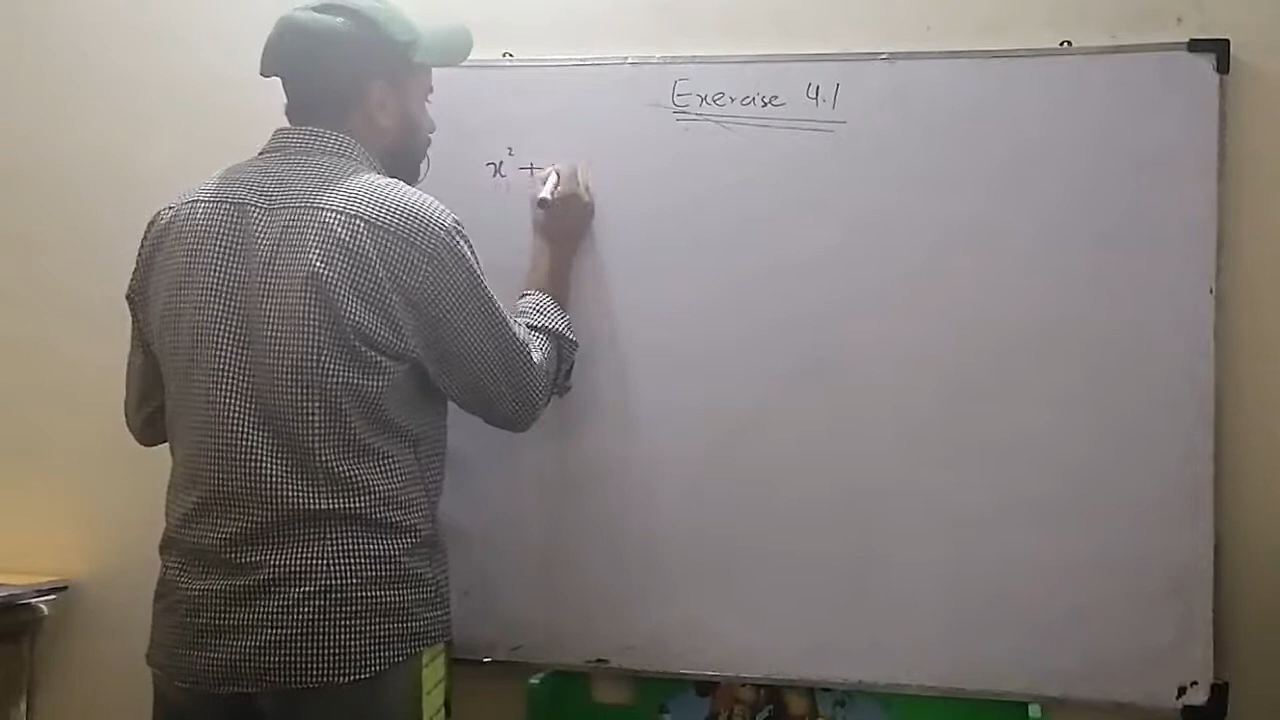 Exercise 4.1
x² +